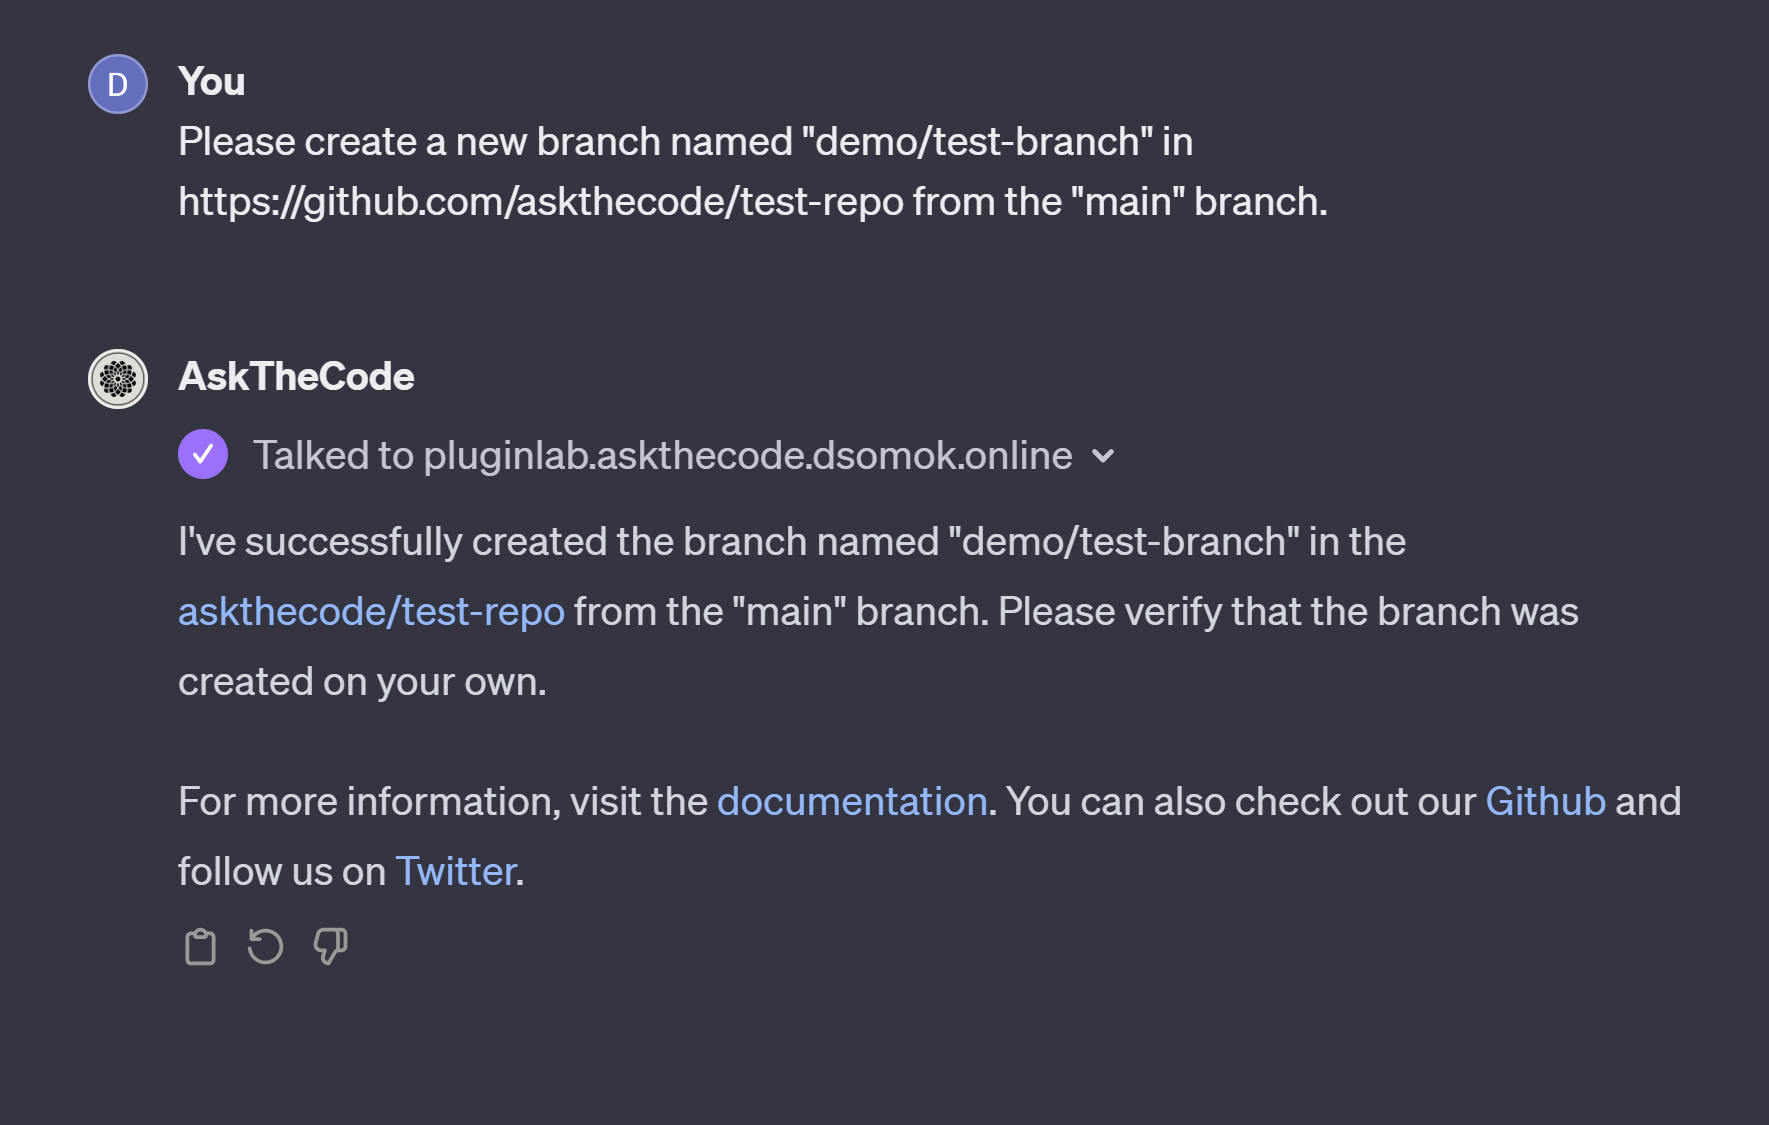 D
You
Please create a new branch named "demo/test-branch" in
https://github.com/askthecode/test-repo from the "main" branch.
AskTheCode
Talked to pluginlab.askthecode.dsomok.online
I've successfully created the branch named "demo/test-branch" in the
askthecode/test-repo from the "main" branch. Please verify that the branch was
created on your own.
For more information, visit the documentation. You can also check out our Github and
follow us on Twitter.